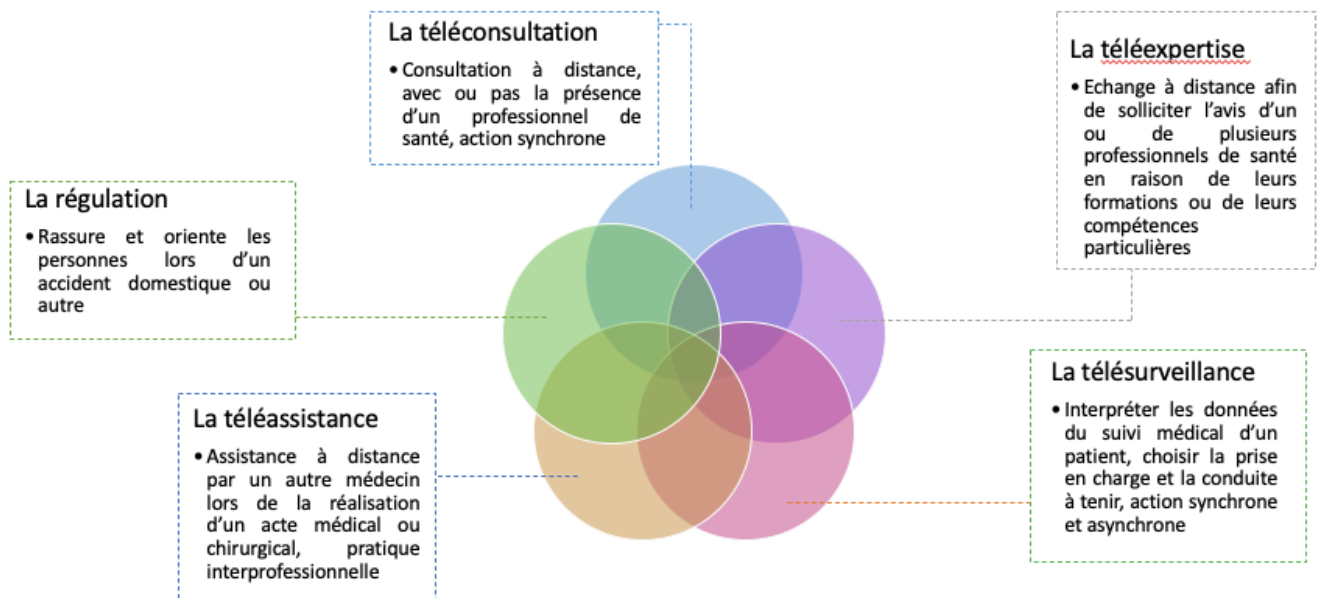 La téléconsultation
• Consultation à distance,
avec ou pas la présence
d'un professionnel de
santé, action synchrone
La téléexpertise
• Echange à distance afin
de solliciter l'avis d'un
ou de plusieurs
professionnels de santé
en raison de leurs
formations ou de leurs
compétences
particulières
La régulation
• Rassure et oriente les
personnes lors d'un
accident domestique ou
autre
La télésurveillance
• Interpréter les données
du suivi médical d'un
patient, choisir la prise
en charge et la conduite
à tenir, action synchrone
et asynchrone
La téléassistance
• Assistance à distance
par un autre médecin
lors de la réalisation
d'un acte médical ou
chirurgical, pratique
interprofessionnelle